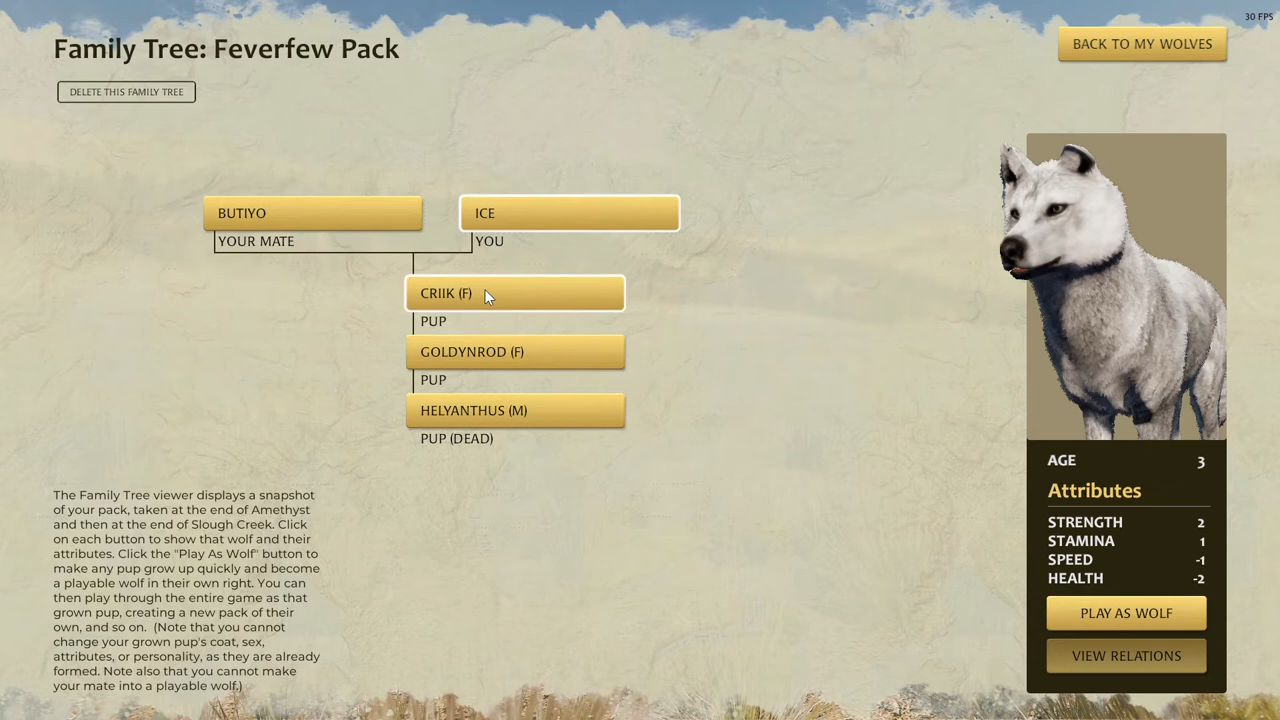 30 FPS
Family Tree: Feverfew Pack
BACK TO MY WOLVES
DELETE THIS FAMILY TREE
BUTIYO
ICE
YOUR MATE
YOU
CRIIK (F)
PUP
GOLDYNROD (F)
PUP
HELYANTHUS (M)
PUP (DEAD)
The Family Tree viewer displays a snapshot
of your pack, taken at the end of Amethyst
and then at the end of Slough Creek. Click
on each button to show that wolf and their
attributes. Click the "Play As Wolf" button to
make any pup grow up quickly and become
a playable wolf in their own right. You can
then play through the entire game as that
grown pup, creating a new pack of their
own, and so on.  (Note that you cannot
change your grown pup's coat, sex,
attributes, or personality, as they are already
formed. Note also that you cannot make
your mate into a playable wolf.)
AGE 3
Attributes
STRENGTH 2
STAMINA 1
SPEED -1
HEALTH -2
PLAY AS WOLF
VIEW RELATIONS